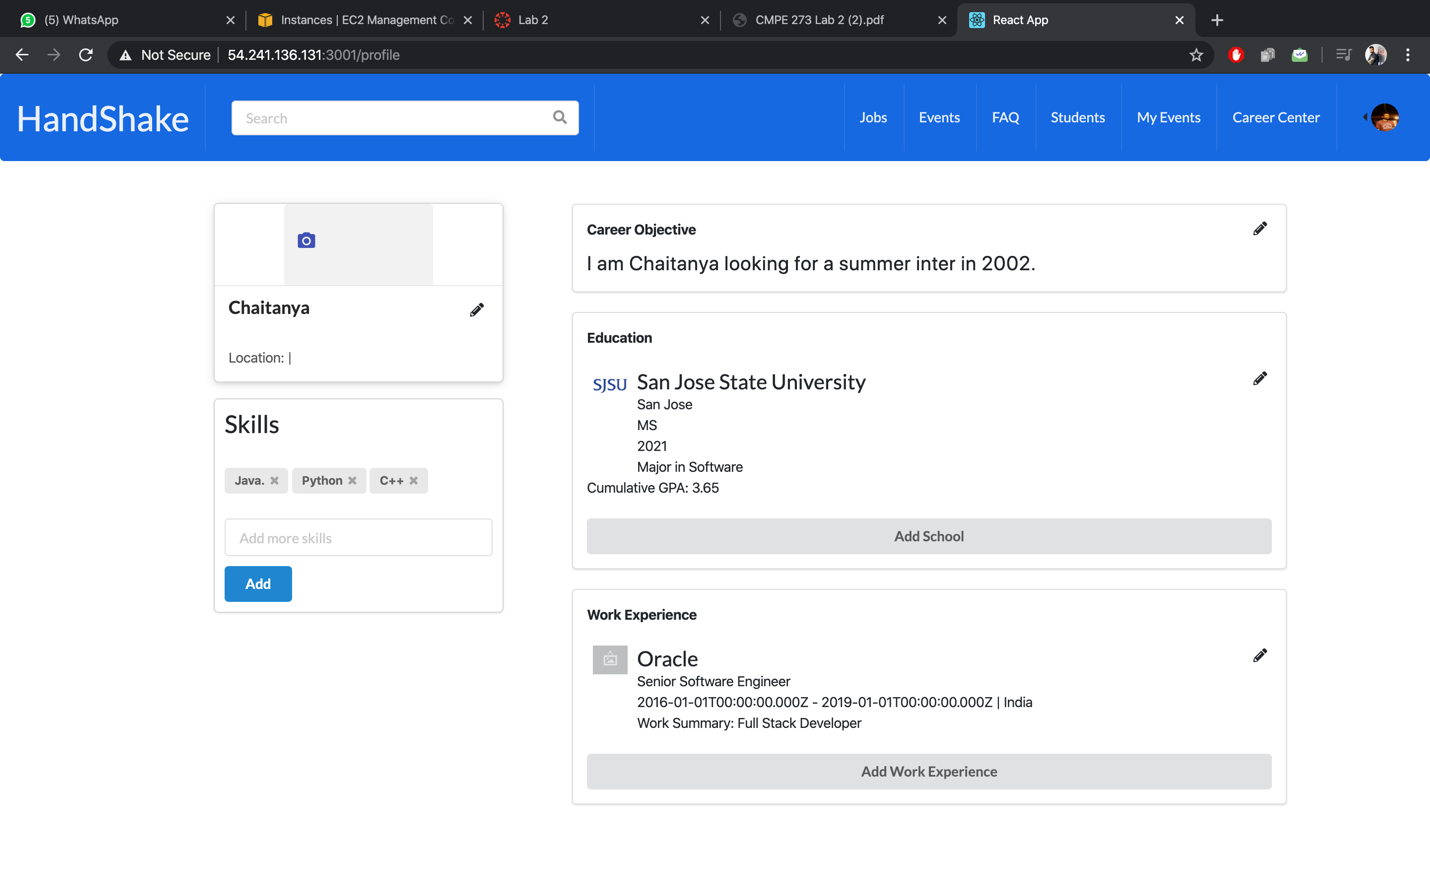 (5) WhatsApp
Instances | EC2 Management Co
Lab 2
CMPE 273 Lab 2 (2).pdf
React App
Not Secure | 54.241.136.131:3001/profile
HandShake
Search
Jobs
Events
FAQ
Students
My Events
Career Center
Chaitanya
Location: |
Skills
Java.
Python
C++
Add more skills
Add
Career Objective
I am Chaitanya looking for a summer inter in 2002.
Education
SJSU San Jose State University
San Jose
MS
2021
Major in Software
Cumulative GPA: 3.65
Add School
Work Experience
Oracle
Senior Software Engineer
2016-01-01T00:00:00.000Z - 2019-01-01T00:00:00.000Z | India
Work Summary: Full Stack Developer
Add Work Experience